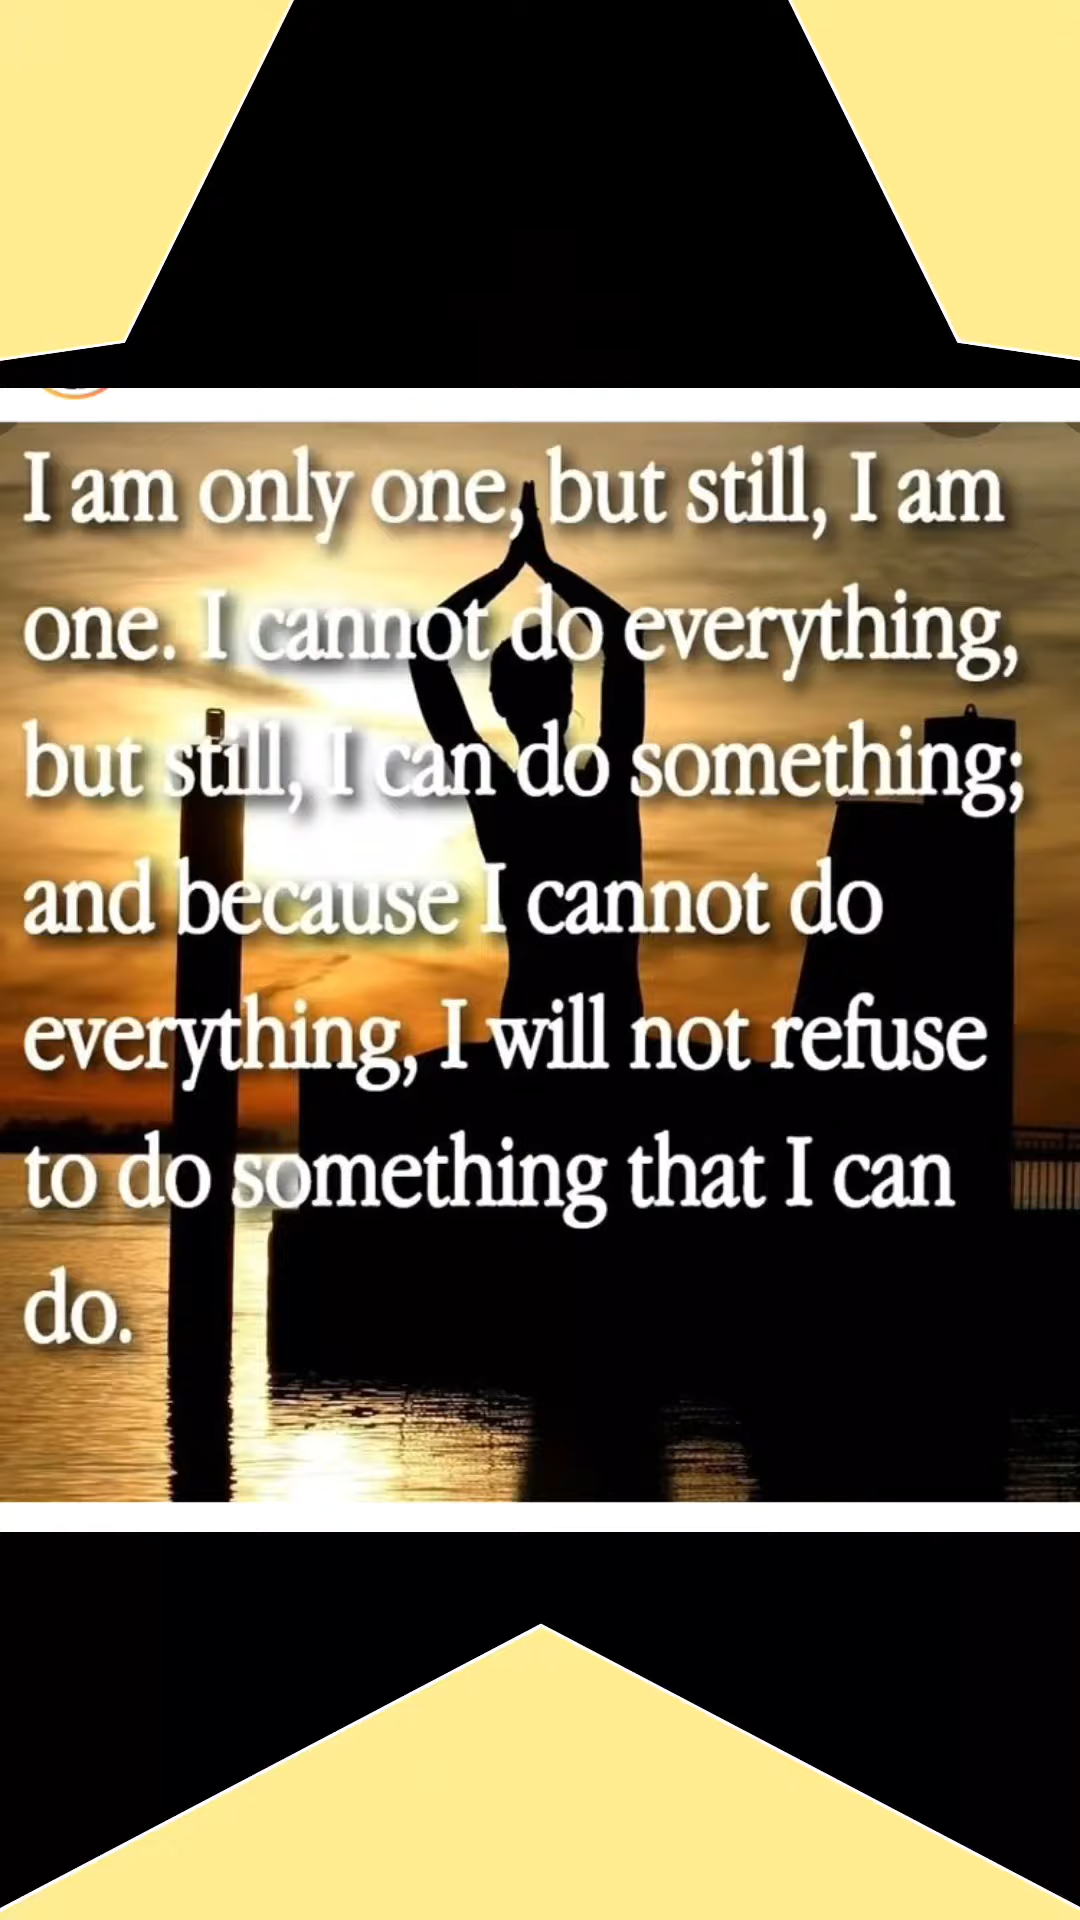 I am only one, but still, I am
one. I cannot do everything,
but still, I can do something;
and because I cannot do
everything, I will not refuse
to do something that I can
do.